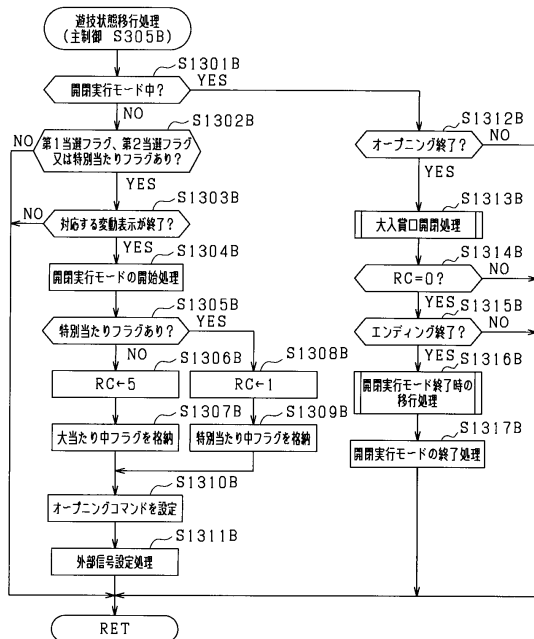 遊技状態移行処理
(主制御 S305B)
S1301B
開閉実行モード中?
YES
NO
S1302B
NO
第1当選フラグ、第2当選フラグ
又は特別当たりフラグあり?
YES
S1303B
NO
対応する変動表示が終了?
YES
S1304B
開閉実行モードの開始処理
S1305B
特別当たりフラグあり?
YES
NO
S1306B
RC←5
S1308B
RC←1
S1307B
大当たり中フラグを格納
S1309B
特別当たり中フラグを格納
S1310B
オープニングコマンドを設定
S1311B
外部信号設定処理
S1312B
オープニング終了?
NO
YES
S1313B
大入賞口開閉処理
S1314B
RC=0?
NO
YES
S1315B
エンディング終了?
NO
YES
S1316B
開閉実行モード終了時の
移行処理
S1317B
開閉実行モードの終了処理
RET